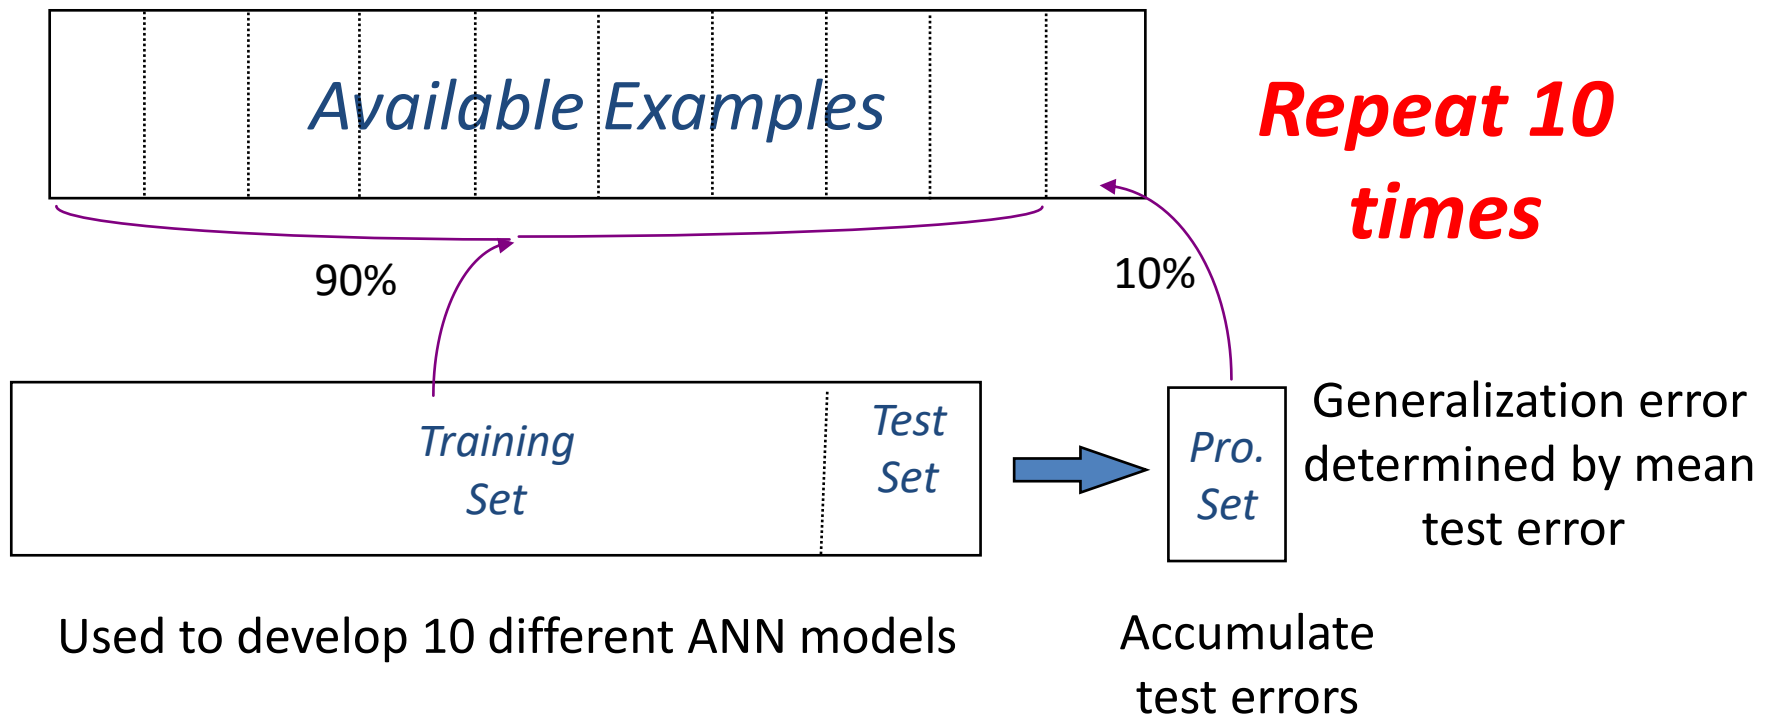 Available Examples
Repeat 10
times
90%
10%
Training
Set
Test
Set
Pro.
Set
Generalization error
determined by mean
test error
Used to develop 10 different ANN models
Accumulate
test errors